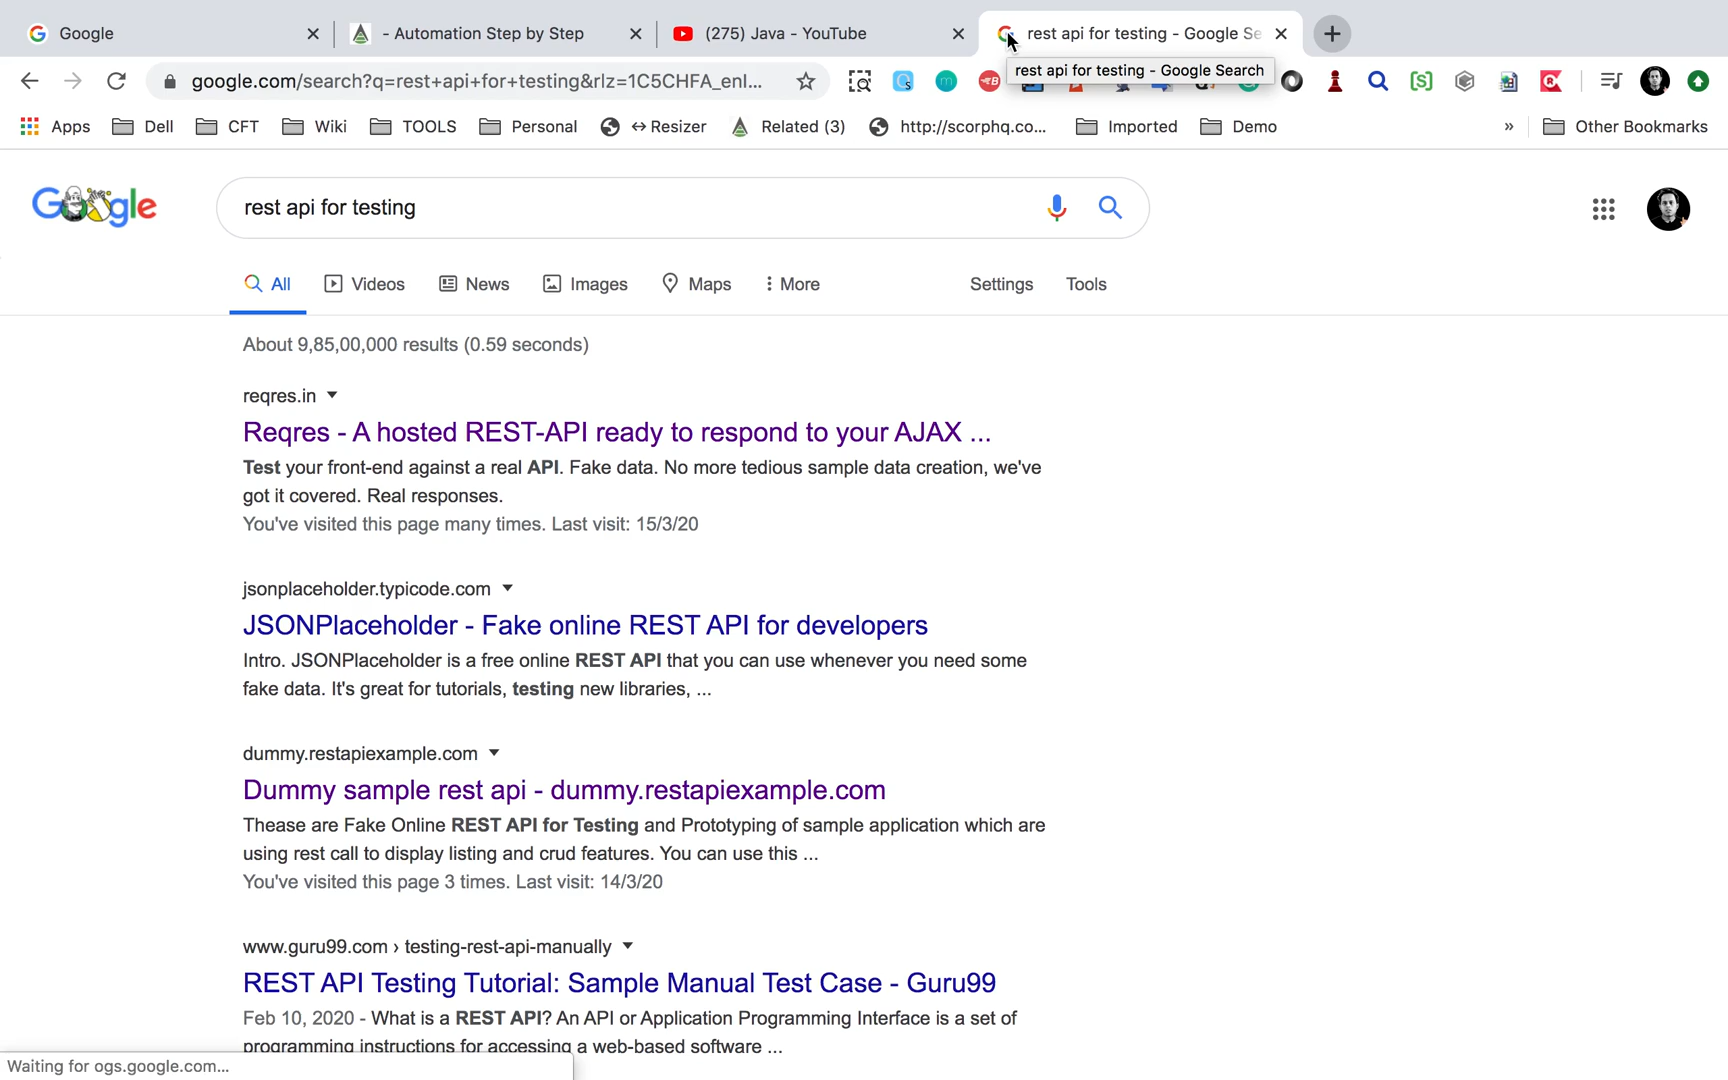 Google
- Automation Step by Step
(275) Java - YouTube
rest api for testing - Google Se
google.com/search?q=rest+api+for+testing&rlz=1C5CHFA_enI...
rest api for testing - Google Search
Apps
Dell
CFT
Wiki
TOOLS
Personal
↔Resizer
Related (3)
http://scorphq.co...
Imported
Demo
»
Other Bookmarks
Google
rest api for testing
All
Videos
News
Images
Maps
More
Settings
Tools
About 9,85,00,000 results (0.59 seconds)
reqres.in
Reqres - A hosted REST-API ready to respond to your AJAX ...
Test your front-end against a real API. Fake data. No more tedious sample data creation, we've
got it covered. Real responses.
You've visited this page many times. Last visit: 15/3/20
jsonplaceholder.typicode.com
JSONPlaceholder - Fake online REST API for developers
Intro. JSONPlaceholder is a free online REST API that you can use whenever you need some
fake data. It's great for tutorials, testing new libraries, ...
dummy.restapiexample.com
Dummy sample rest api - dummy.restapiexample.com
Thease are Fake Online REST API for Testing and Prototyping of sample application which are
using rest call to display listing and crud features. You can use this ...
You've visited this page 3 times. Last visit: 14/3/20
www.guru99.com › testing-rest-api-manually
REST API Testing Tutorial: Sample Manual Test Case - Guru99
Feb 10, 2020 - What is a REST API? An API or Application Programming Interface is a set of
programming instructions for accessing a web-based software ...
Waiting for ogs.google.com...